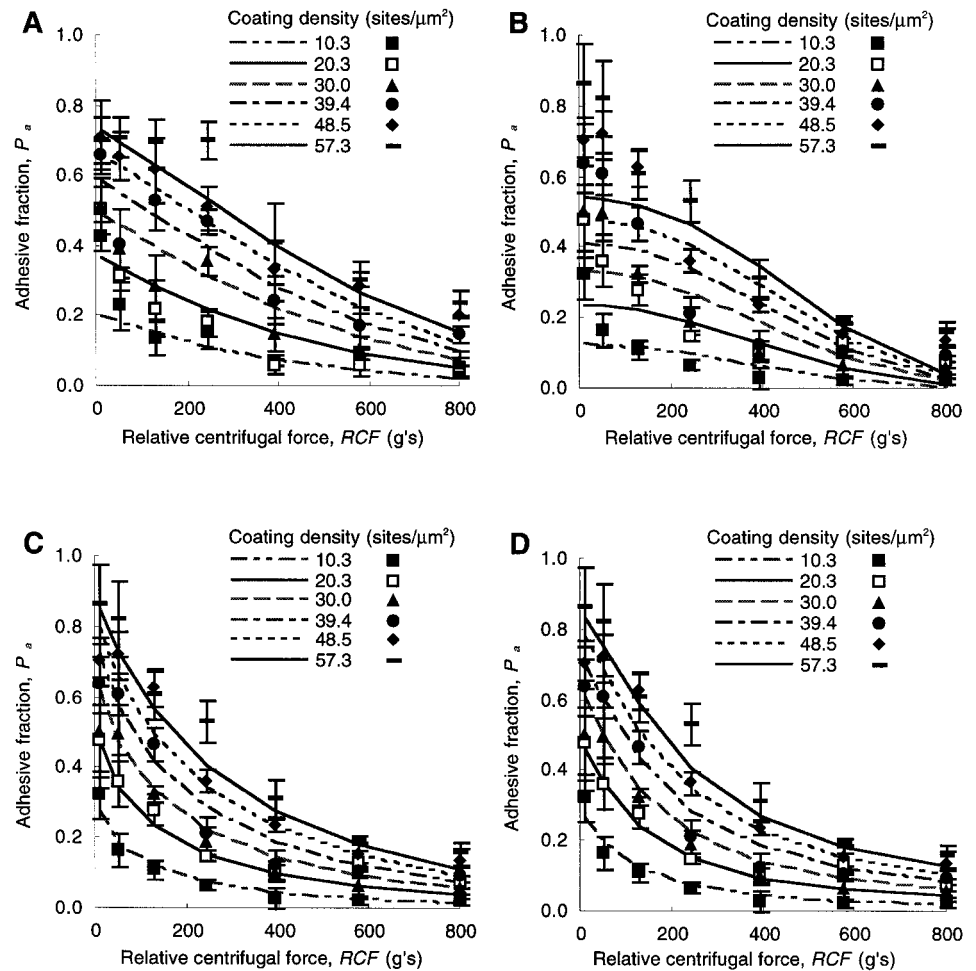 A
Coating density (sites/μm²)
10.3
20.3
30.0
39.4
48.5
57.3
Adhesive fraction, P a
1.0
0.8
0.6
0.4
0.2
0.0
0 200 400 600 800
Relative centrifugal force, RCF (g's)
B
Coating density (sites/μm²)
10.3
20.3
30.0
39.4
48.5
57.3
Adhesive fraction, P a
1.0
0.8
0.6
0.4
0.2
0.0
0 200 400 600 800
Relative centrifugal force, RCF (g's)
C
Coating density (sites/μm²)
10.3
20.3
30.0
39.4
48.5
57.3
Adhesive fraction, P a
1.0
0.8
0.6
0.4
0.2
0.0
0 200 400 600 800
Relative centrifugal force, RCF (g's)
D
Coating density (sites/μm²)
10.3
20.3
30.0
39.4
48.5
57.3
Adhesive fraction, P a
1.0
0.8
0.6
0.4
0.2
0.0
0 200 400 600 800
Relative centrifugal force, RCF (g's)